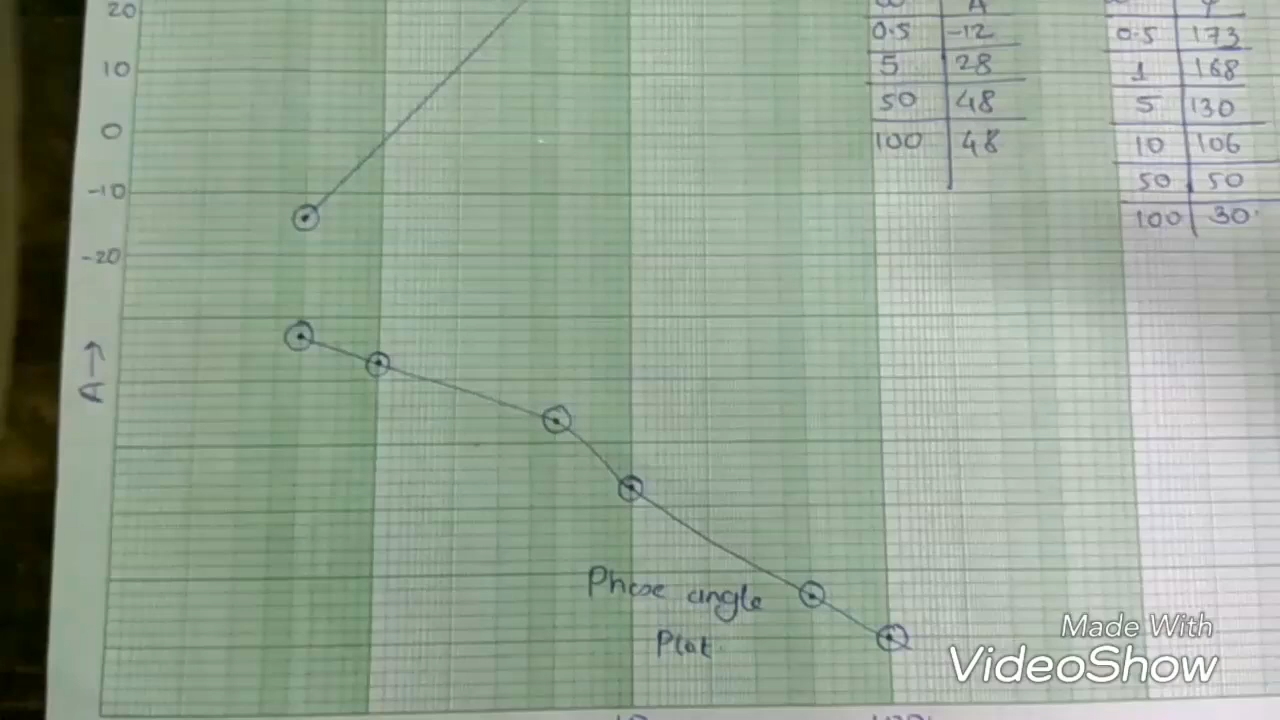 20
10
0
-10
-20
A→
ω A
0.5 -12
5 28
50 48
100 48
φ
0.5 173
1 168
5 130
10 106
50 50
100 30
Phase angle
Plot
Made With
VideoShow